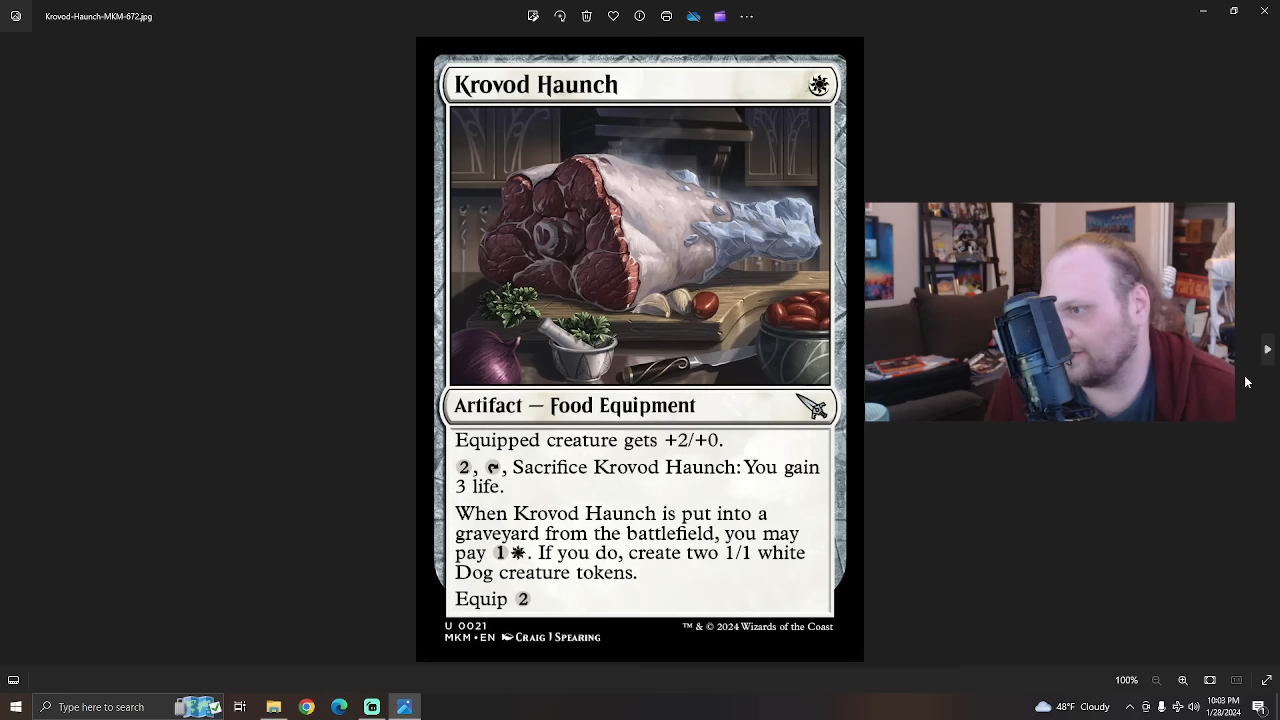 Krovod-Haunch-MKM-672.jpg
Krovod Haunch
Artifact — Food Equipment
Equipped creature gets +2/+0.
2, , Sacrifice Krovod Haunch: You gain
3 life.
When Krovod Haunch is put into a
graveyard from the battlefield, you may
pay 1 . If you do, create two 1/1 white
Dog creature tokens.
Equip 2
U 0021
MKM • EN Craig J Spearing
™ & © 2024 Wizards of the Coast
100%
Type here to search
48°F Cloudy
10:03 PM
1/28/2024